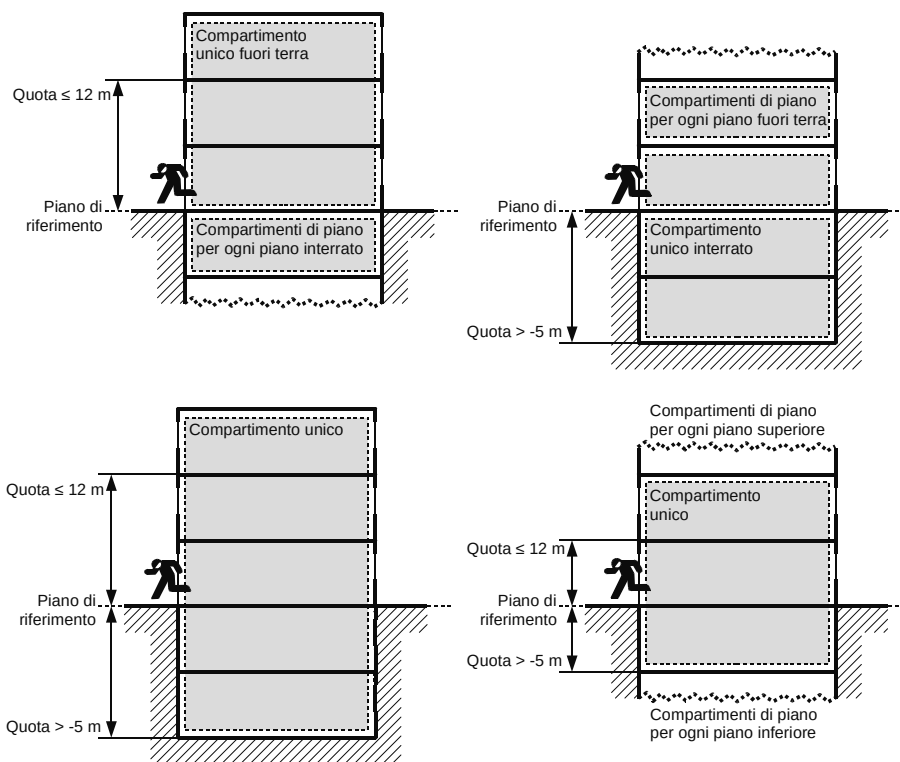 Compartimento
unico fuori terra
Quota ≤ 12 m
Piano di
riferimento
Compartimenti di piano
per ogni piano interrato
Compartimenti di piano
per ogni piano fuori terra
Piano di
riferimento
Compartimento
unico interrato
Quota > -5 m
Compartimento unico
Quota ≤ 12 m
Piano di
riferimento
Quota > -5 m
Compartimenti di piano
per ogni piano superiore
Compartimento
unico
Quota ≤ 12 m
Piano di
riferimento
Quota > -5 m
Compartimenti di piano
per ogni piano inferiore